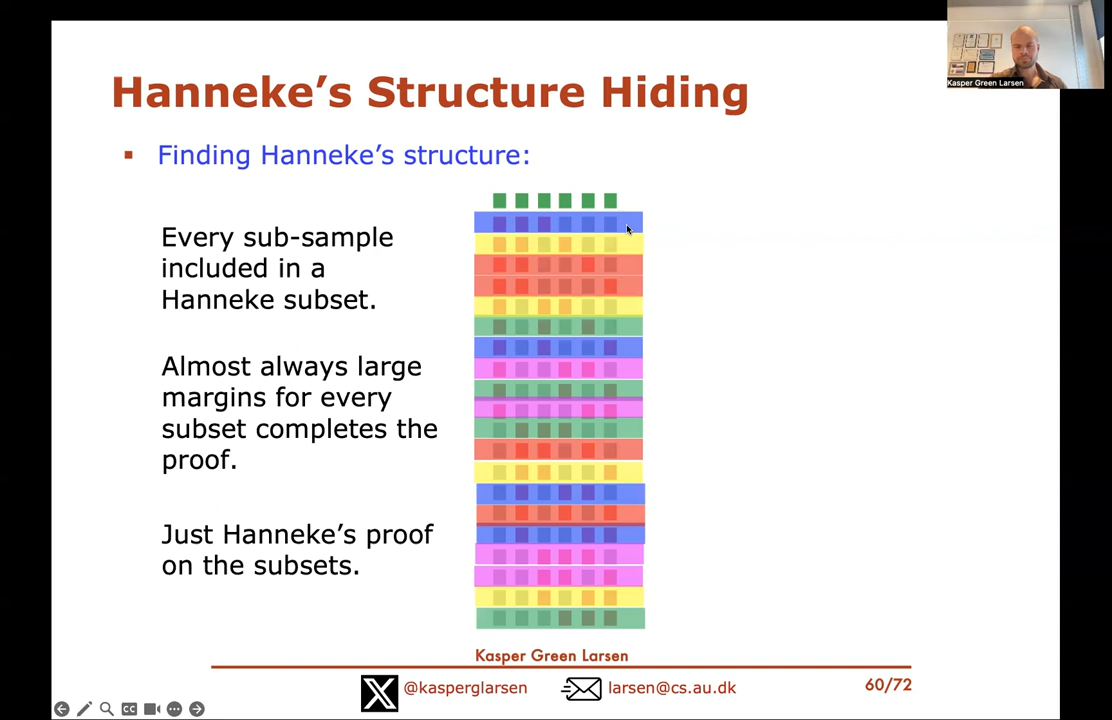 Hanneke’s Structure Hiding
Kasper Green Larsen
▪ Finding Hanneke’s structure:
Every sub-sample
included in a
Hanneke subset.
Almost always large
margins for every
subset completes the
proof.
Just Hanneke’s proof
on the subsets.
Kasper Green Larsen
@kasperglarsen
larsen@cs.au.dk
60/72
CC